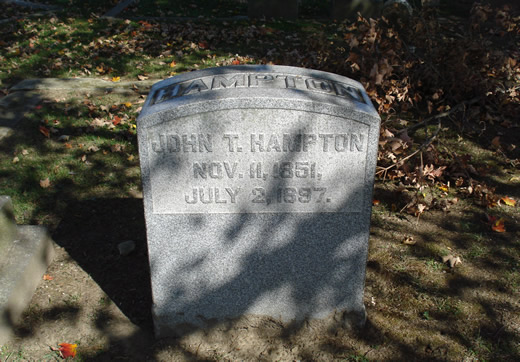 HAMPTON
JOHN T. HAMPTON
NOV. 11, 1851,
JULY 2, 1897.